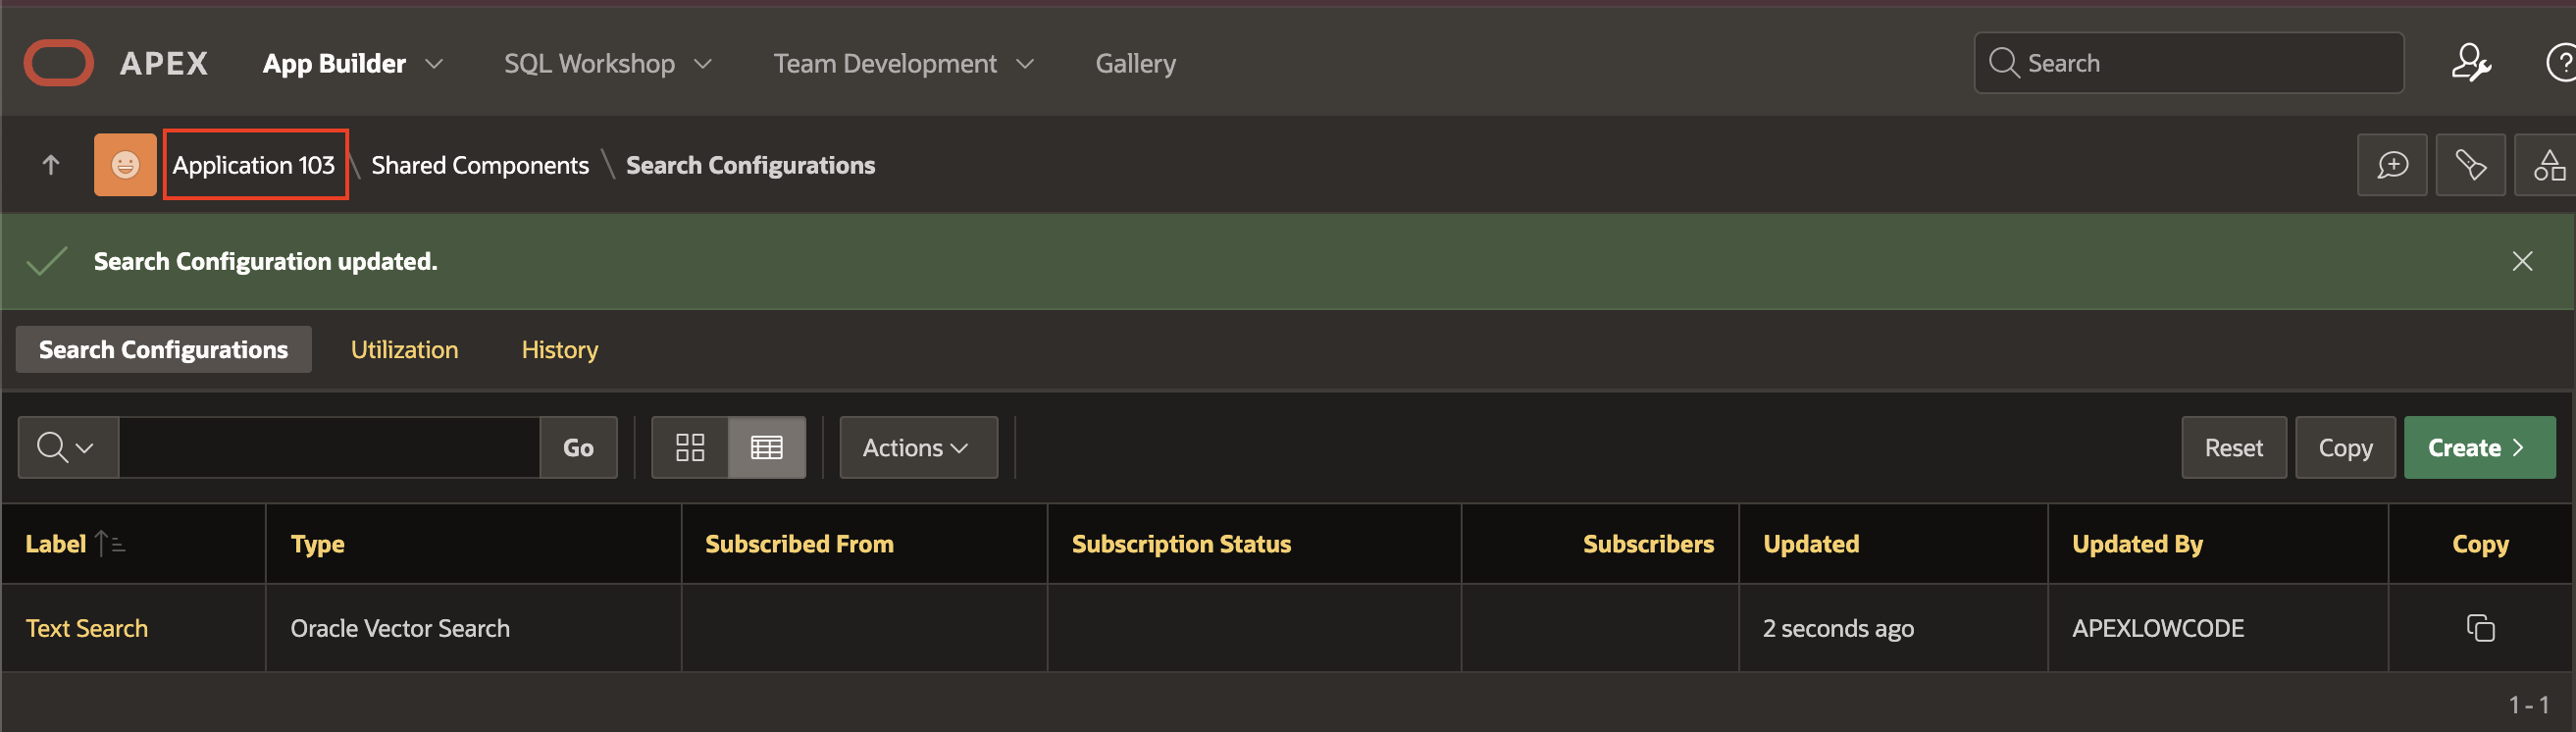 APEX App Builder SQL Workshop Team Development Gallery Search ?
Application 103 \ Shared Components \ Search Configurations
Search Configuration updated.
Search Configurations Utilization History
Go Actions Reset Copy Create
Label Type Subscribed From Subscription Status Subscribers Updated Updated By Copy
Text Search Oracle Vector Search 2 seconds ago APEXLOWCODE
1 - 1